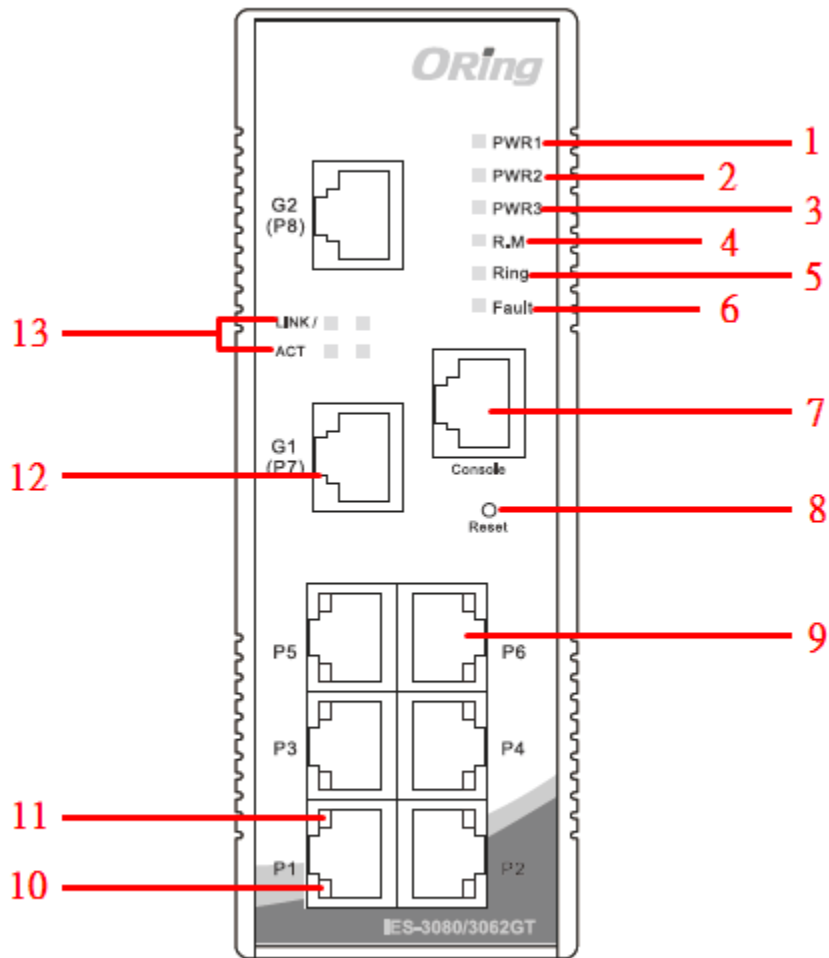 ORing
PWR1 1
PWR2 2
PWR3 3
R.M 4
Ring 5
Fault 6
G2
(P8)
13 LINK/
ACT
7
Console
G1
(P7)
12
8
Reset
P5 P6 9
P3 P4
11
P1 P2
10
IES-3080/3062GT